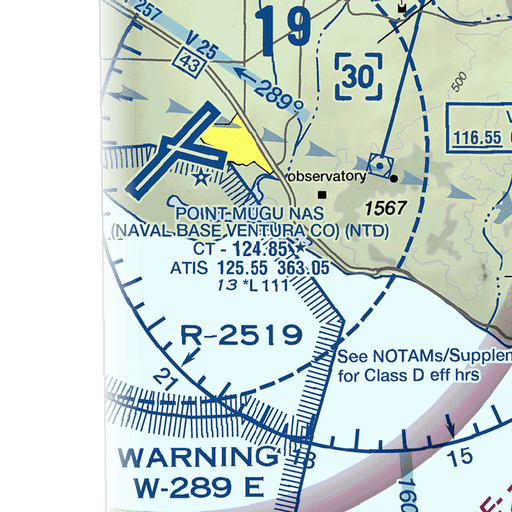 257
V 25
43
289°
19
30
500
116.55
observatory
1567
POINT MUGU NAS
(NAVAL BASE VENTURA CO) (NTD)
CT - 124.85
ATIS 125.55 363.05
13 *L 111
R-2519
See NOTAMs/Supplem
for Class D eff hrs
21
18
15
WARNING
W-289 E
160